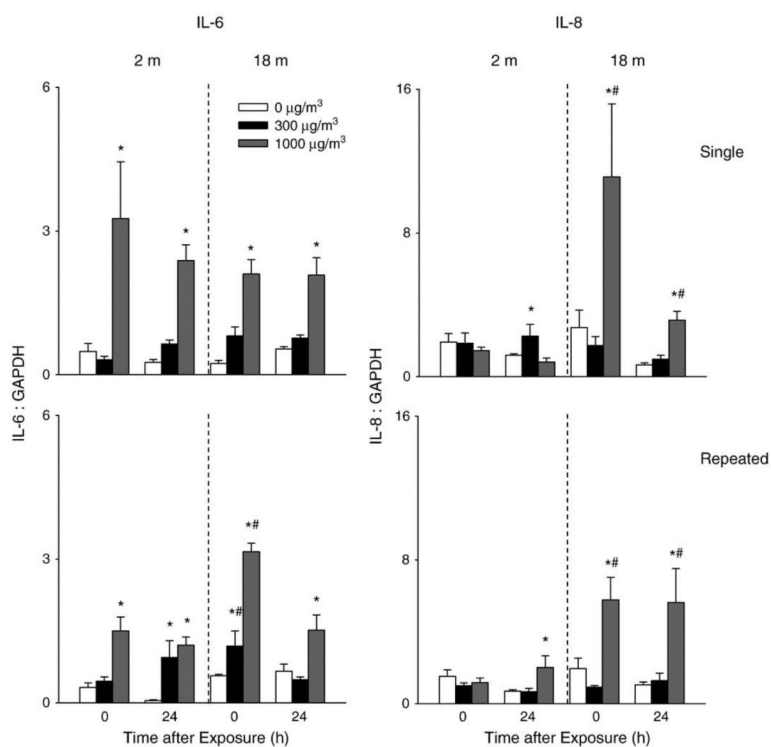 IL-6 IL-8
2 m 18 m 2 m 18 m
6 16
0 µg/m³
300 µg/m³
1000 µg/m³
*#
Single
*
*
* *
3 8
*#
*
0 0
IL-6 : GAPDH
IL-8 : GAPDH
6 16
Repeated
*#
3 8
*# *#
*# *
* * *
*
0 0
0 24 0 24 0 24 0 24
Time after Exposure (h) Time after Exposure (h)